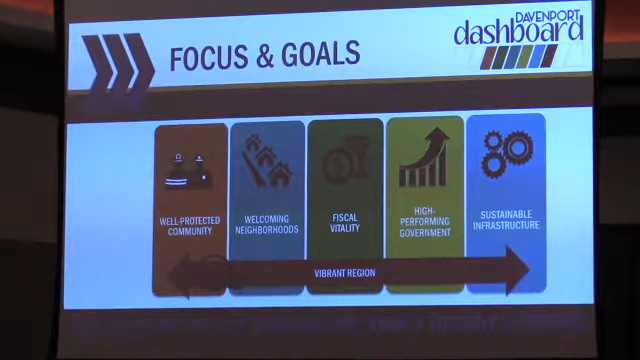 FOCUS & GOALS
DAVENPORT
dashboard
WELL-PROTECTED
COMMUNITY
WELCOMING
NEIGHBORHOODS
FISCAL
VITALITY
HIGH-
PERFORMING
GOVERNMENT
SUSTAINABLE
INFRASTRUCTURE
VIBRANT REGION